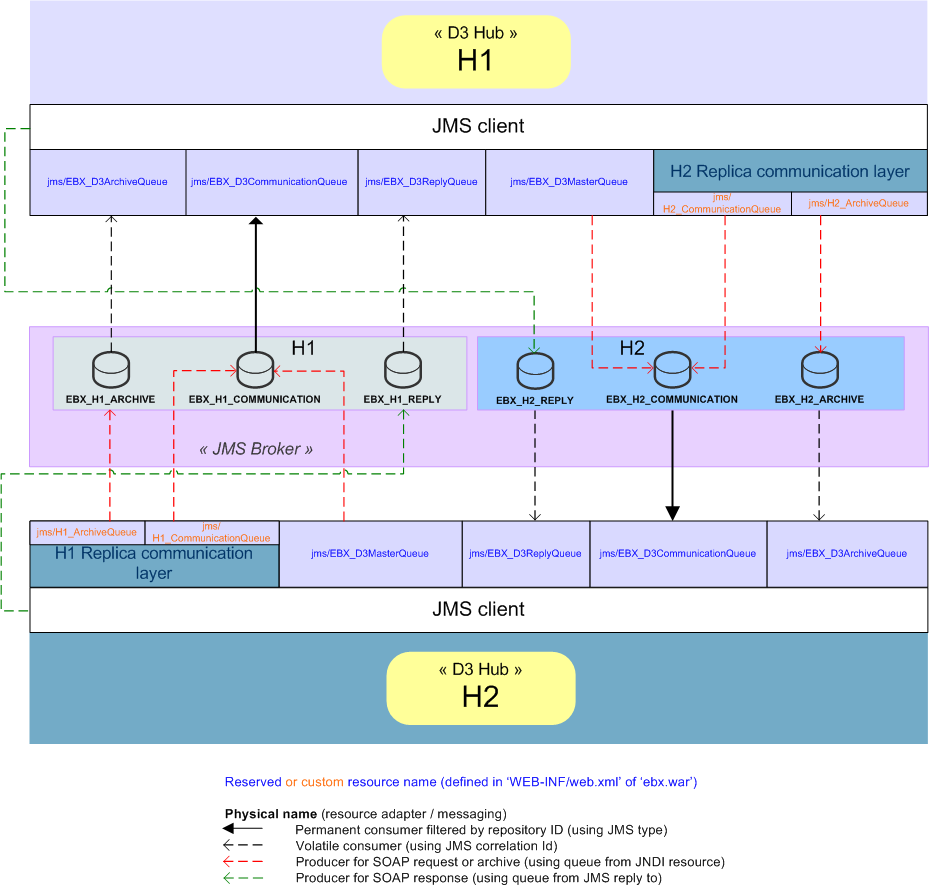 « D3 Hub »
H1
JMS client
jms/EBX_D3ArchiveQueue
jms/EBX_D3CommunicationQueue
jms/EBX_D3ReplyQueue
jms/EBX_D3MasterQueue
H2 Replica communication layer
jms/
H2_CommunicationQueue
jms/H2_ArchiveQueue
H1
EBX_H1_ARCHIVE
EBX_H1_COMMUNICATION
EBX_H1_REPLY
H2
EBX_H2_REPLY
EBX_H2_COMMUNICATION
EBX_H2_ARCHIVE
« JMS Broker »
jms/H1_ArchiveQueue
jms/
H1_CommunicationQueue
H1 Replica communication
layer
jms/EBX_D3MasterQueue
jms/EBX_D3ReplyQueue
jms/EBX_D3CommunicationQueue
jms/EBX_D3ArchiveQueue
JMS client
« D3 Hub »
H2
Reserved or custom resource name (defined in ‘WEB-INF/web.xml’ of ‘ebx.war’)
Physical name (resource adapter / messaging)
Permanent consumer filtered by repository ID (using JMS type)
Volatile consumer (using JMS correlation Id)
Producer for SOAP request or archive (using queue from JNDI resource)
Producer for SOAP response (using queue from JMS reply to)